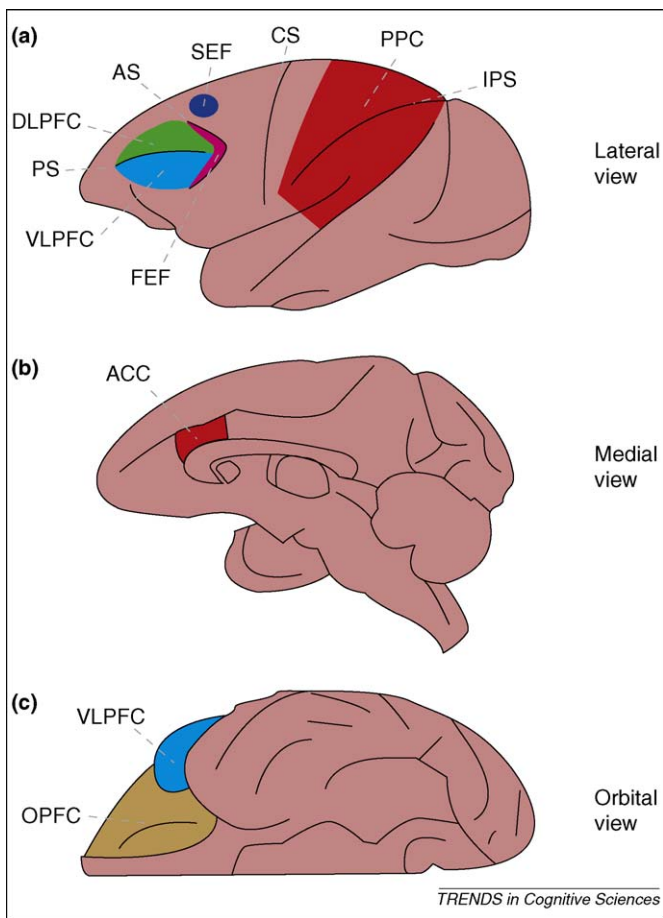 (a)
SEF
CS
PPC
AS
IPS
DLPFC
PS
VLPFC
FEF
Lateral
view
(b)
ACC
Medial
view
(c)
VLPFC
OPFC
Orbital
view
TRENDS in Cognitive Sciences